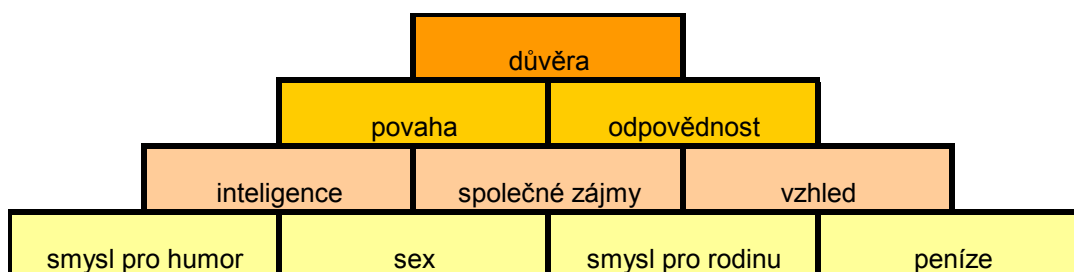 důvěra
povaha odpovědnost
inteligence společné zájmy vzhled
smysl pro humor sex smysl pro rodinu peníze